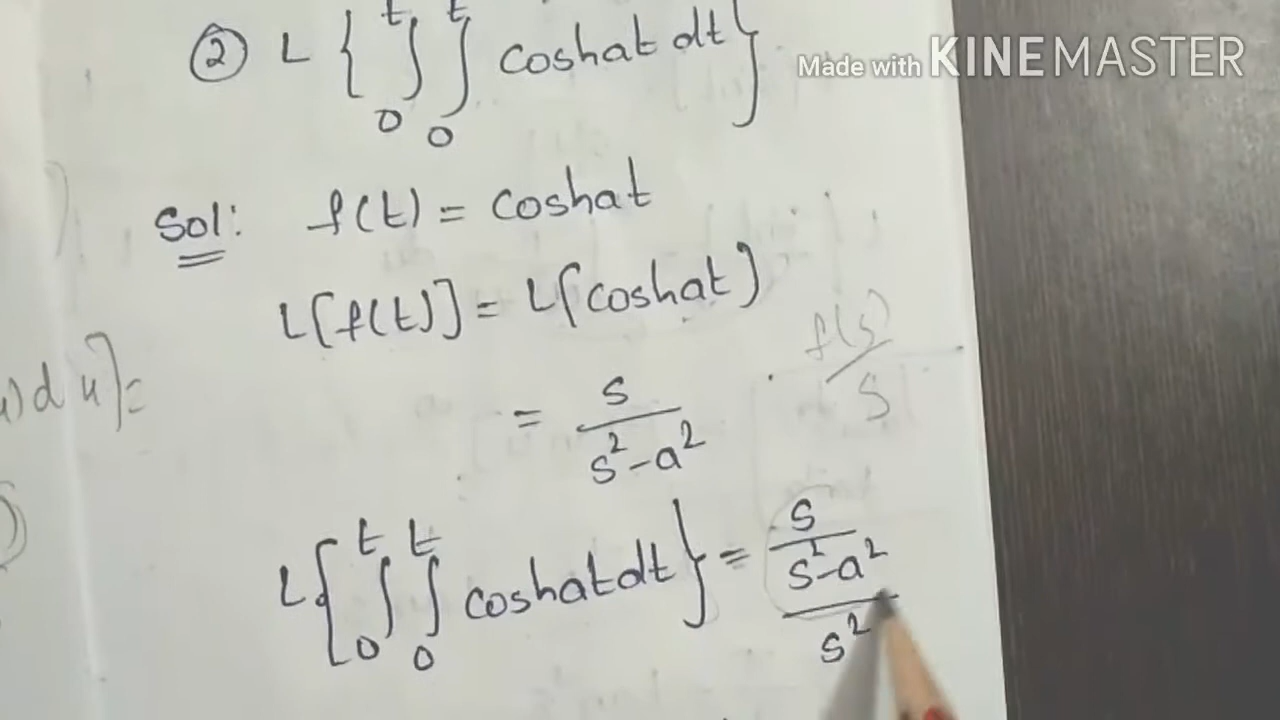 ② L { ∫₀ᵗ ∫₀ᵗ coshat dt }
Made with KINEMASTER
Sol: f(t) = coshat
L[f(t)] = L[coshat]
= s / (s² - a²)
f(s) / s
) d u] =
L{ ∫₀ᵗ ∫₀ᵗ coshatdt } = (s / (s² - a²)) / s²